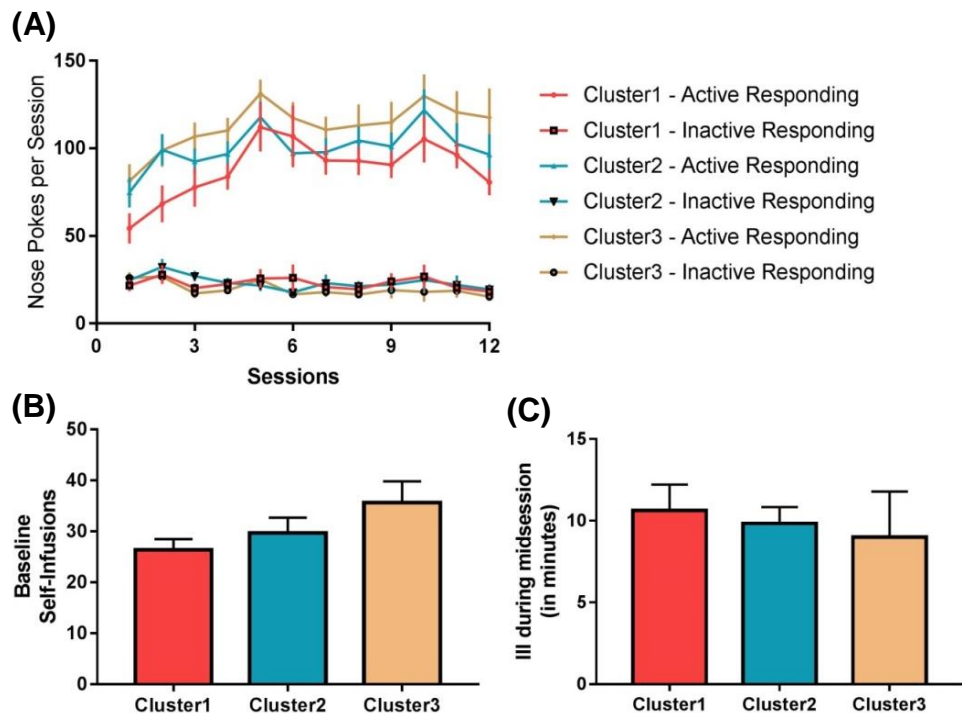 (A)
150
100
50
0
Nose Pokes per Session
0
3
6
9
12
Sessions
Cluster1 - Active Responding
Cluster1 - Inactive Responding
Cluster2 - Active Responding
Cluster2 - Inactive Responding
Cluster3 - Active Responding
Cluster3 - Inactive Responding
(B)
50
40
30
20
10
0
Baseline
Self-Infusions
Cluster1
Cluster2
Cluster3
(C)
15
10
5
0
III during midsession
(in minutes)
Cluster1
Cluster2
Cluster3